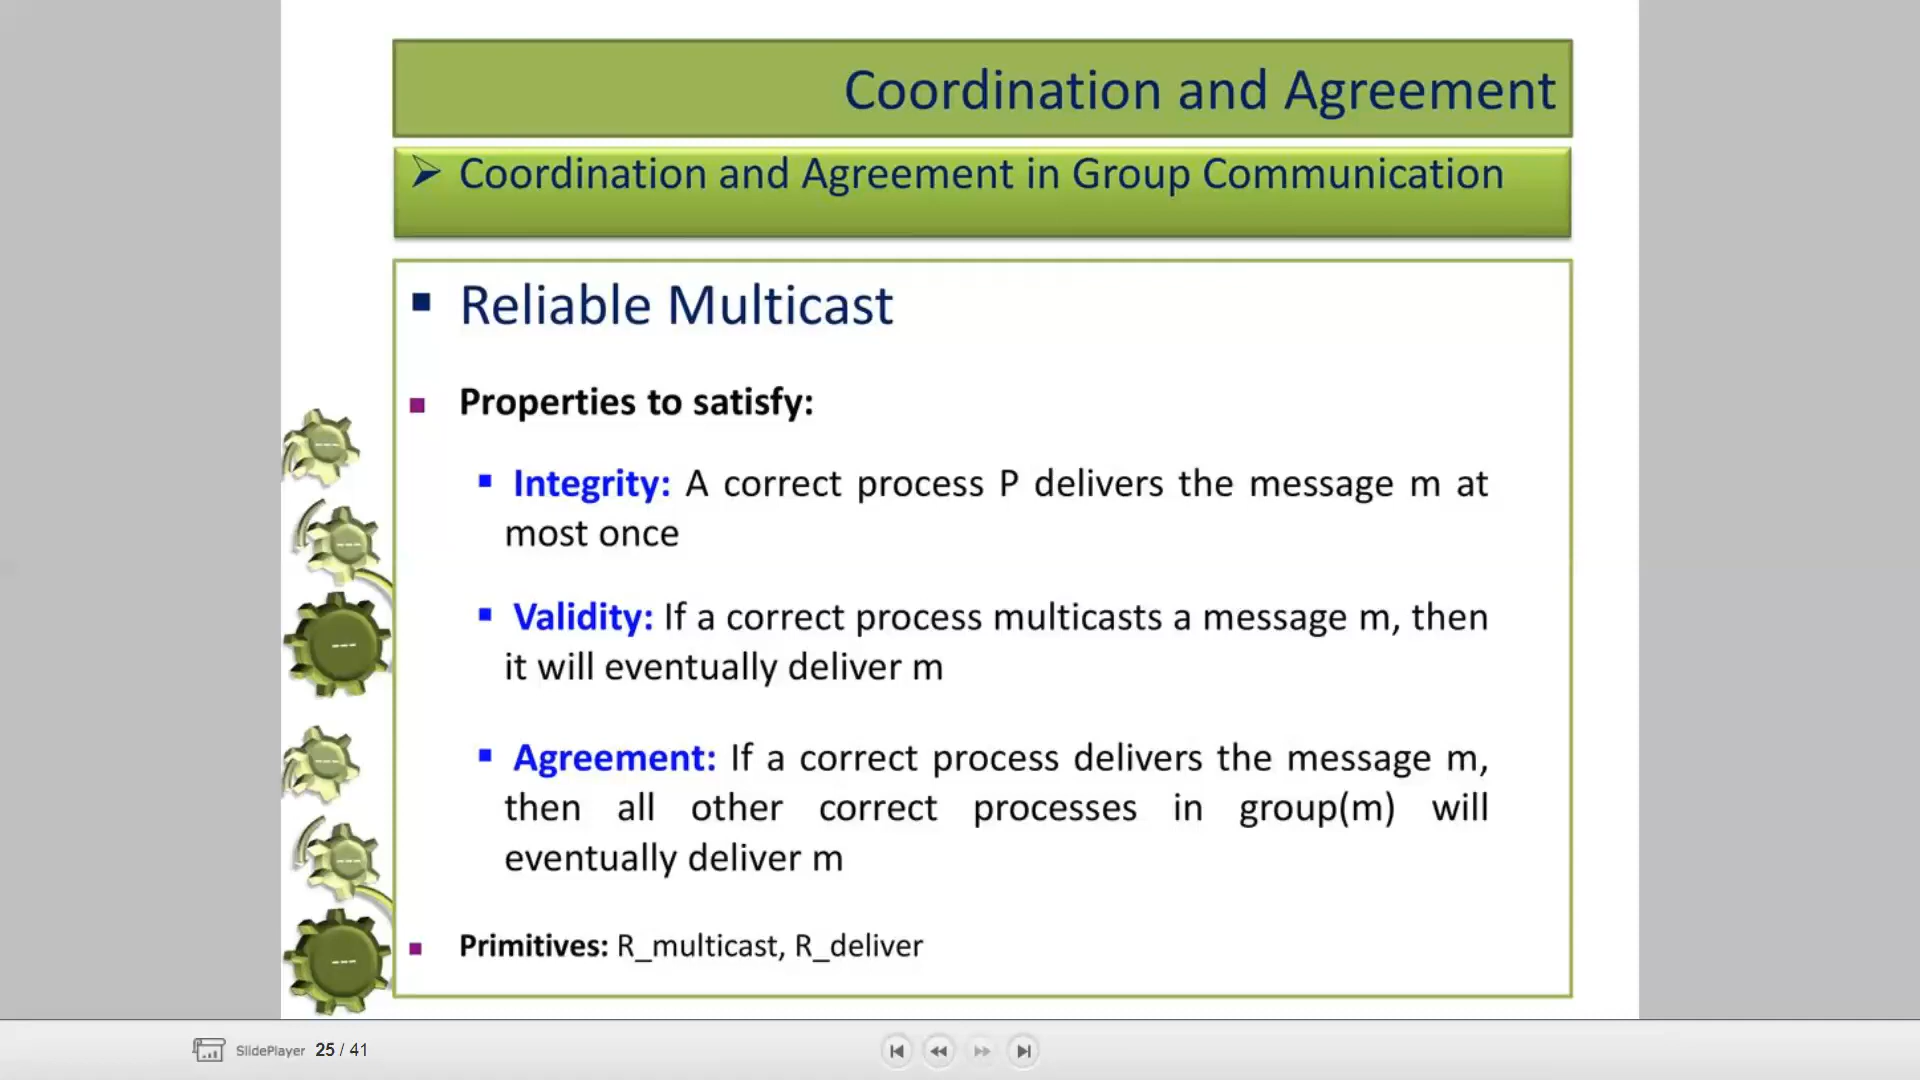 Coordination and Agreement
➢ Coordination and Agreement in Group Communication
▪ Reliable Multicast
▪ Properties to satisfy:
▪ Integrity: A correct process P delivers the message m at
most once
▪ Validity: If a correct process multicasts a message m, then
it will eventually deliver m
▪ Agreement: If a correct process delivers the message m,
then all other correct processes in group(m) will
eventually deliver m
▪ Primitives: R_multicast, R_deliver
---
---
---
---
---
---
SlidePlayer 25 / 41